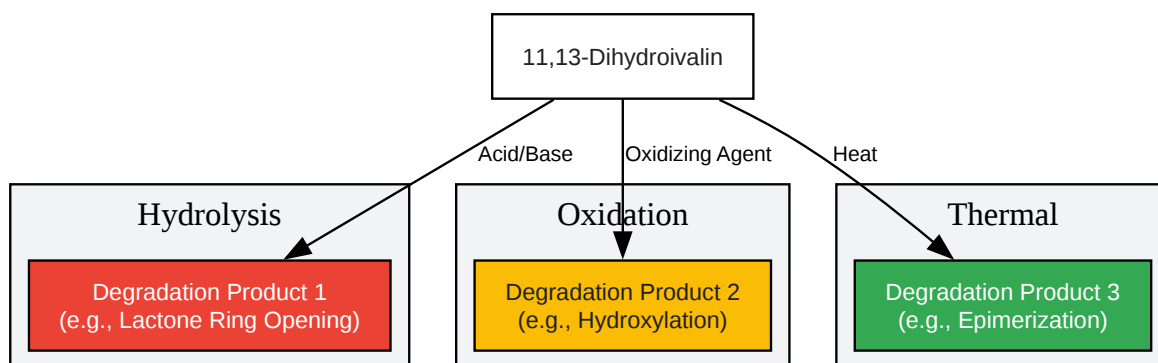 11,13-Dihydroivalin
Acid/Base
Oxidizing Agent
Heat
Hydrolysis
Oxidation
Thermal
Degradation Product 1
(e.g., Lactone Ring Opening)
Degradation Product 2
(e.g., Hydroxylation)
Degradation Product 3
(e.g., Epimerization)